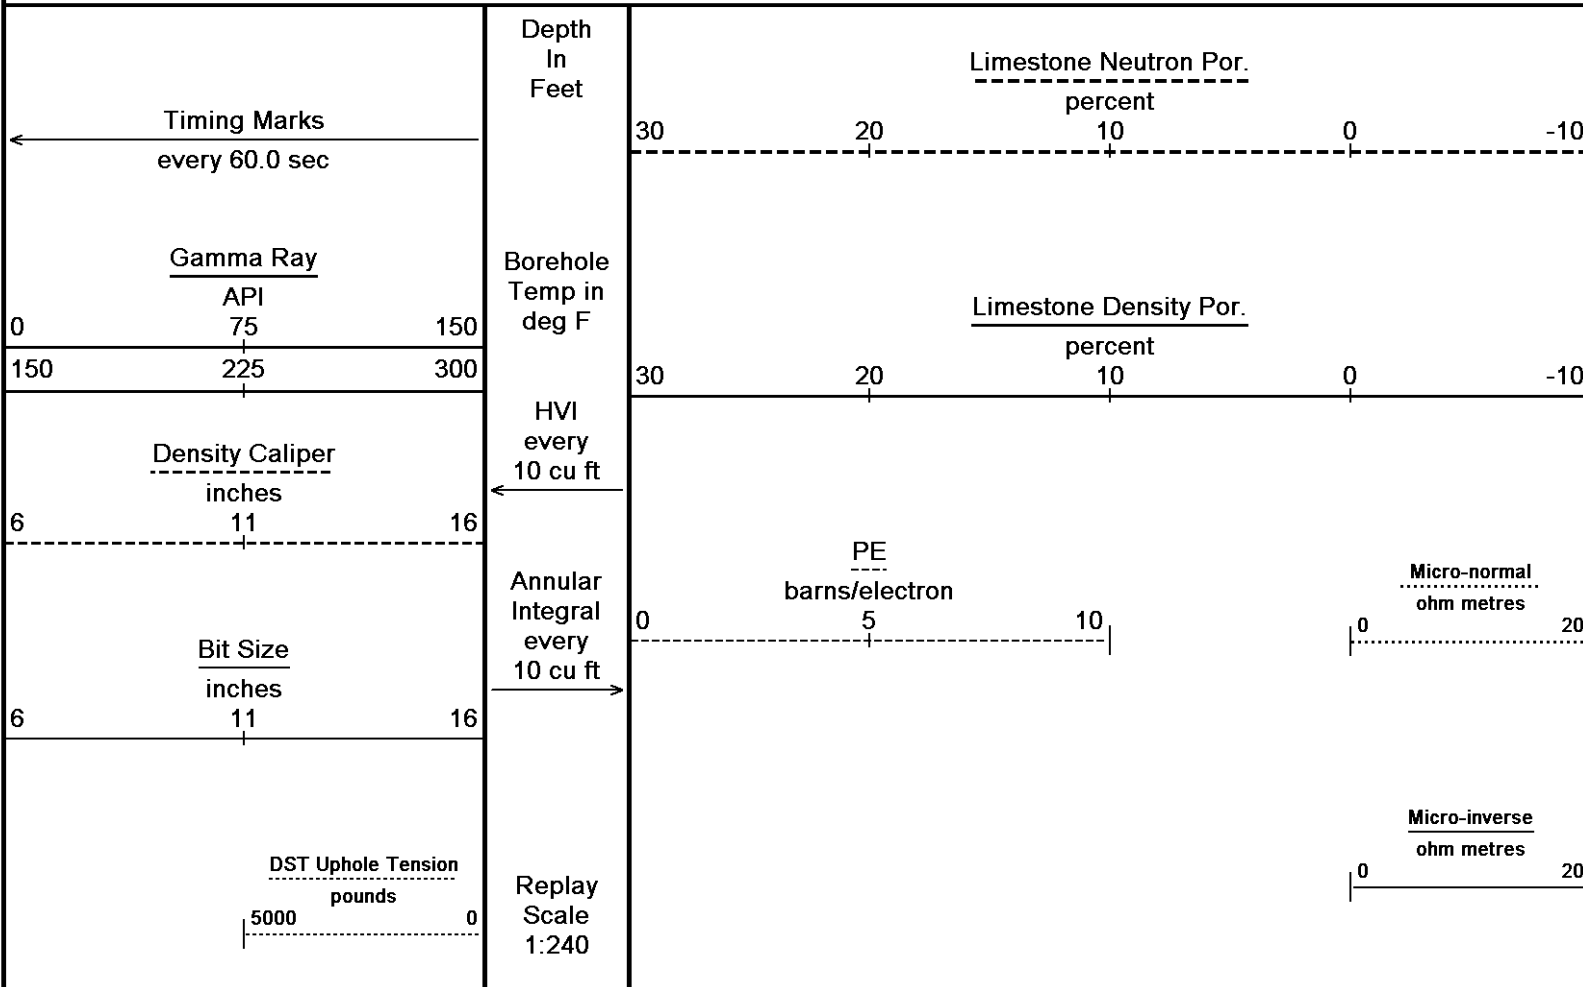 Timing Marks
every 60.0 sec
Gamma Ray
API
0 75 150
150 225 300
Density Caliper
inches
6 11 16
Bit Size
inches
6 11 16
DST Uphole Tension
pounds
5000 0
Depth
In
Feet
Borehole
Temp in
deg F
HVI
every
10 cu ft
Annular
Integral
every
10 cu ft
Replay
Scale
1:240
Limestone Neutron Por.
percent
30 20 10 0 -10
Limestone Density Por.
percent
30 20 10 0 -10
PE
barns/electron
0 5 10
Micro-normal
ohm metres
0 20
Micro-inverse
ohm metres
0 20